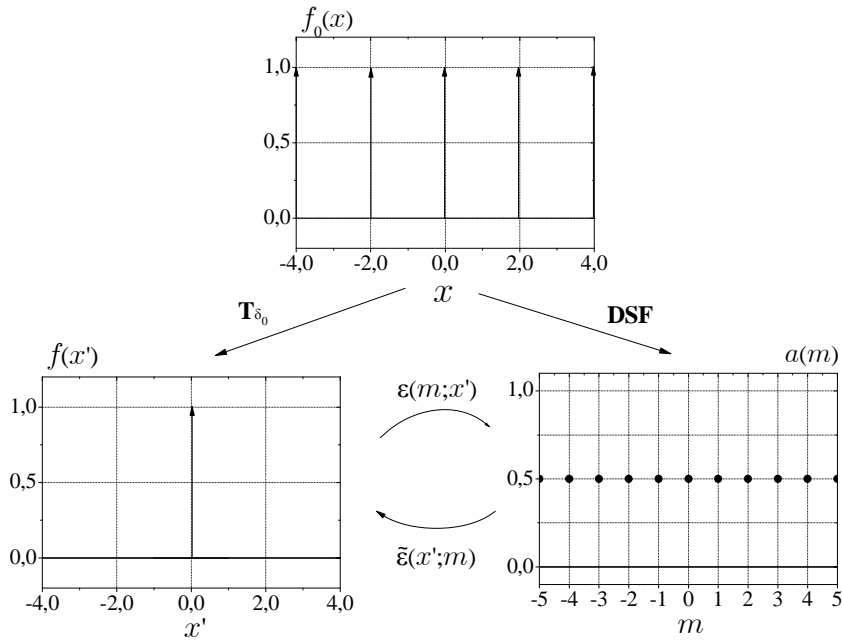 f₀(x)
1,0
0,5
0,0
-4,0 -2,0 0,0 2,0 4,0
x
T_δ₀
DSF
f(x')
1,0
0,5
0,0
-4,0 -2,0 0,0 2,0 4,0
x'
ε(m;x')
ε̃(x';m)
a(m)
1,0
0,5
0,0
-5 -4 -3 -2 -1 0 1 2 3 4 5
m